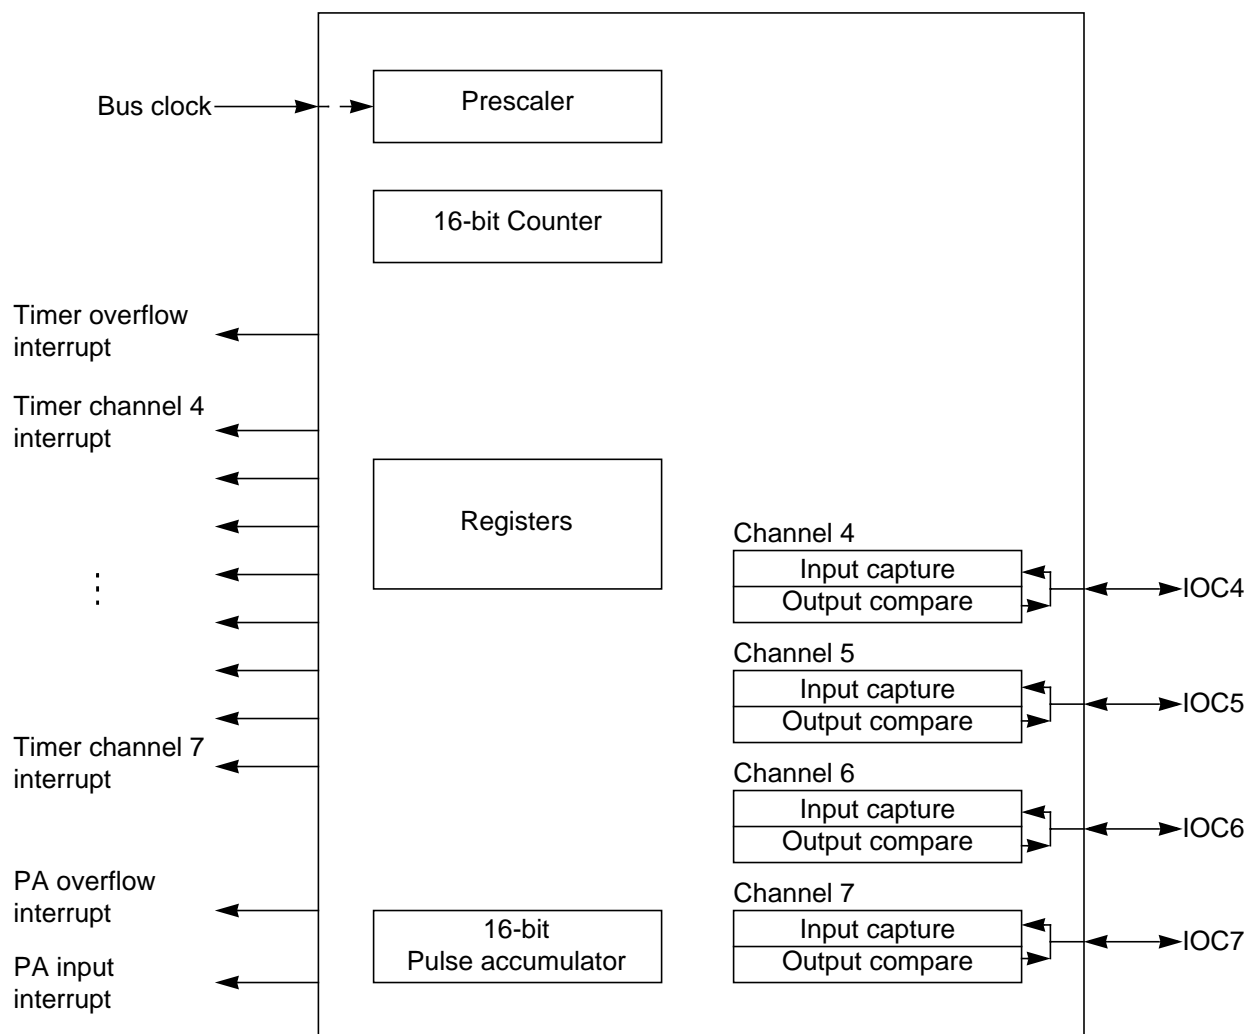 Bus clock
Prescaler
16-bit Counter
Timer overflow
interrupt
Timer channel 4
interrupt
Registers
Channel 4
Input capture
Output compare
IOC4
Channel 5
Input capture
Output compare
IOC5
Timer channel 7
interrupt
Channel 6
Input capture
Output compare
IOC6
PA overflow
interrupt
PA input
interrupt
16-bit
Pulse accumulator
Channel 7
Input capture
Output compare
IOC7